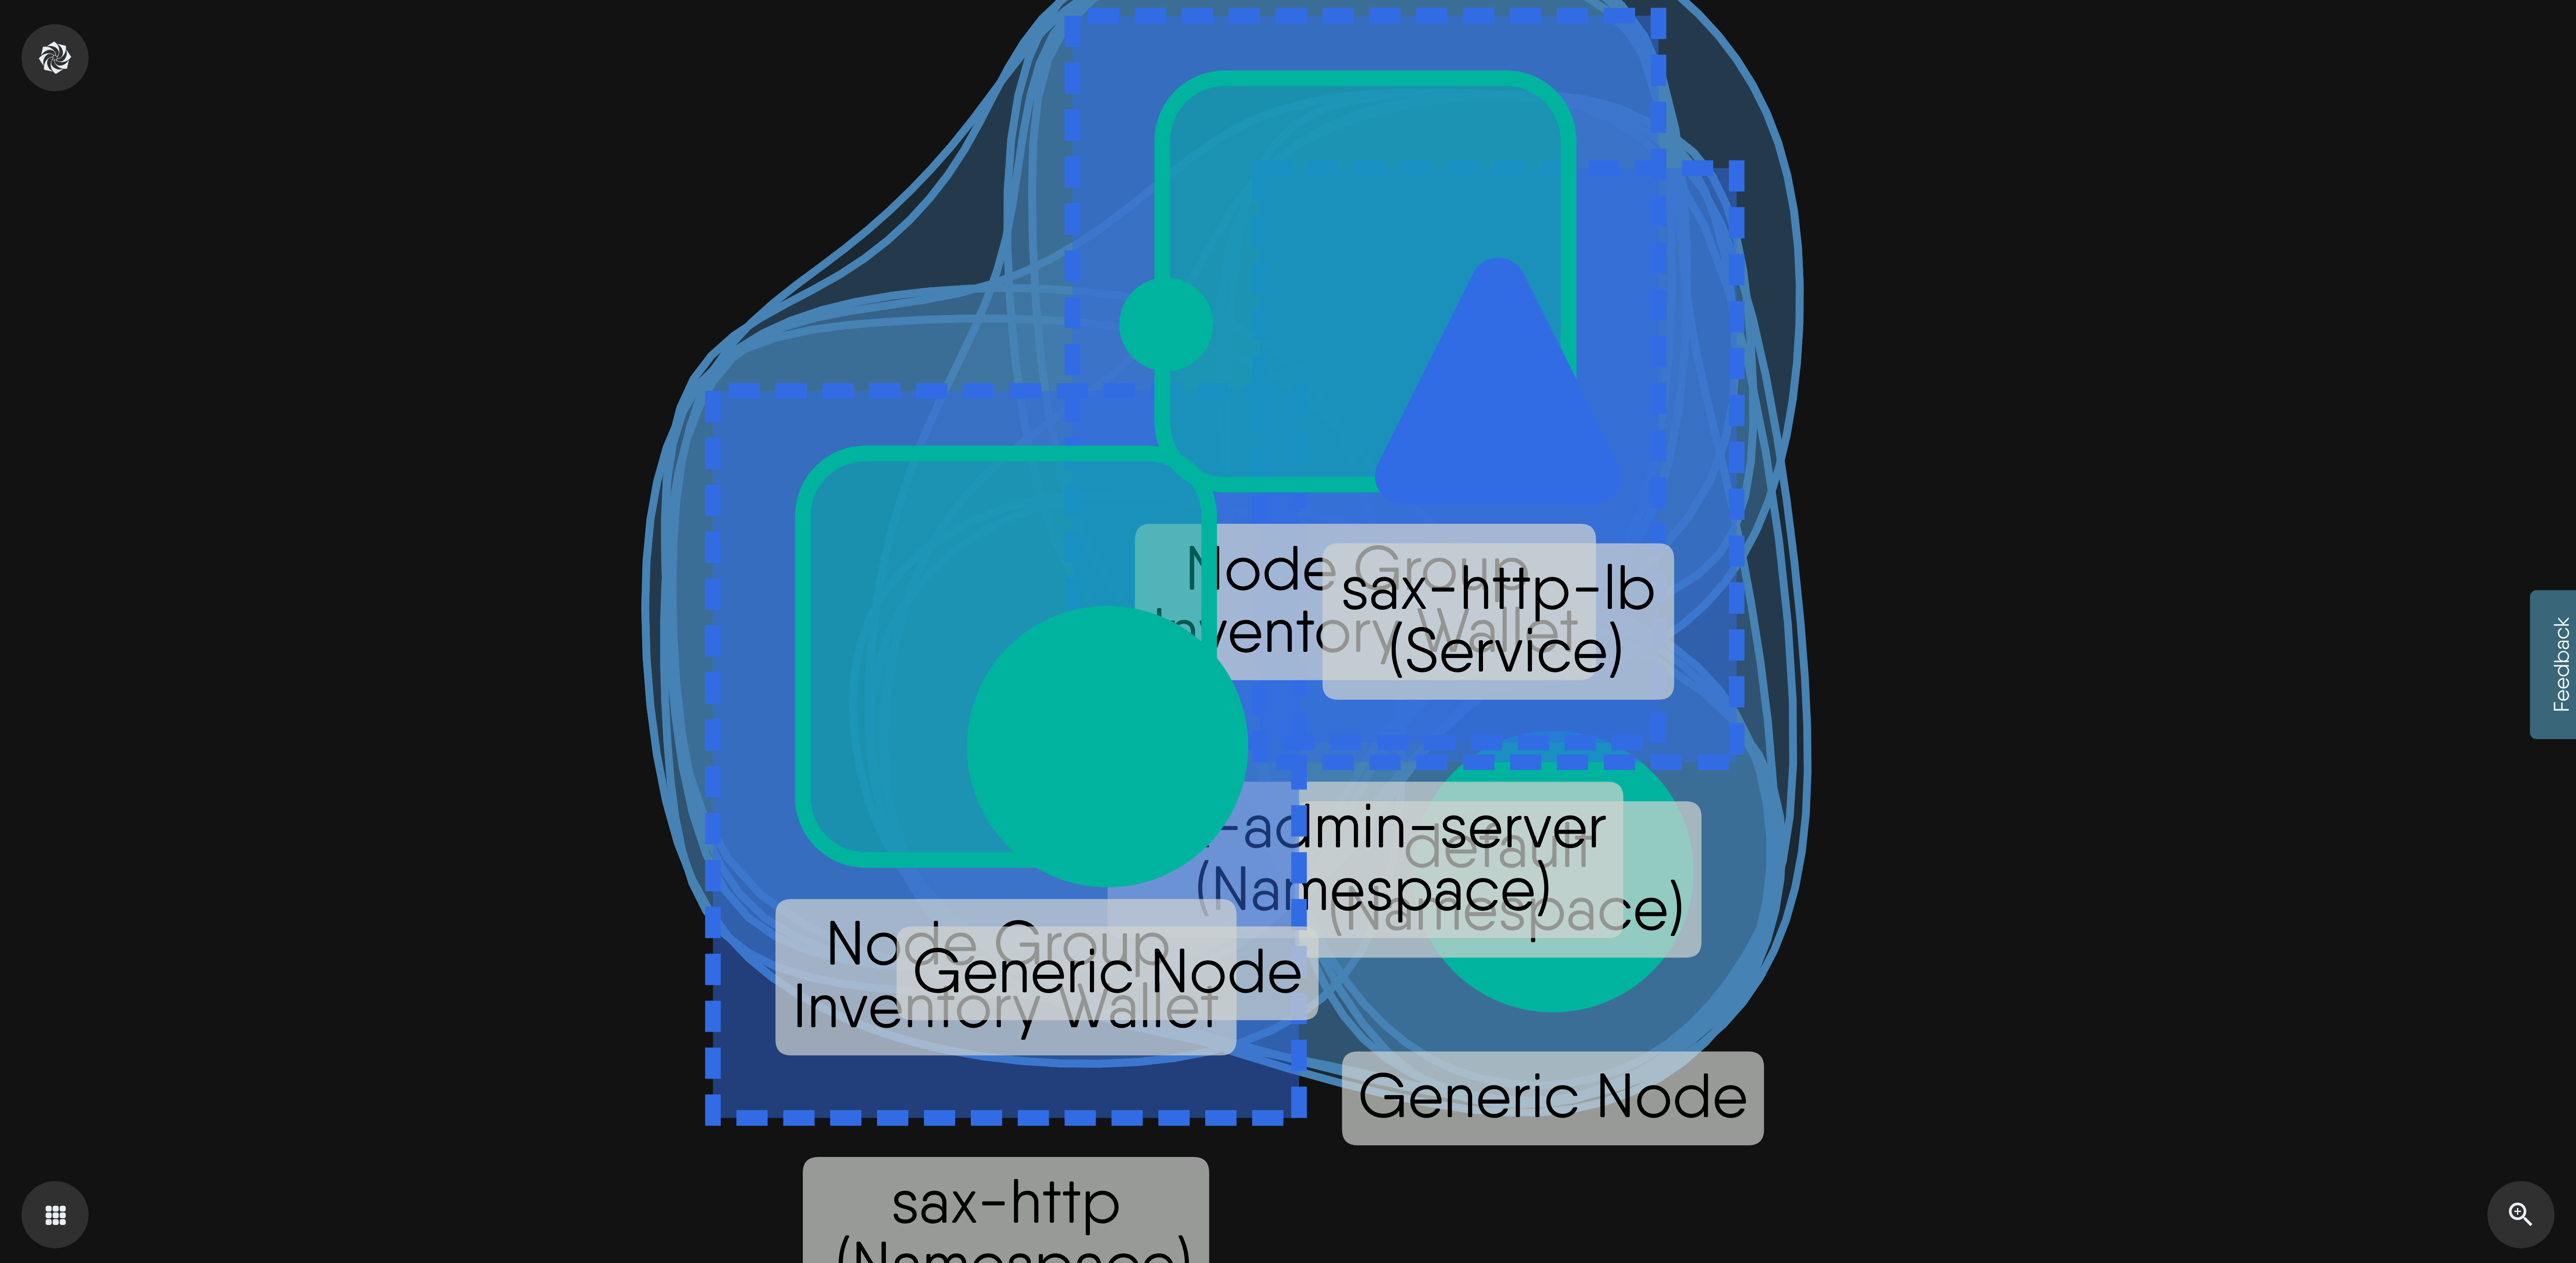 Node Group
Inventory Wallet
sax-http-lb
(Service)
-admin-server
(Namespace)
default
(Namespace)
Node Group
Inventory Wallet
Generic Node
Generic Node
sax-http
(Namespace)
Feedback